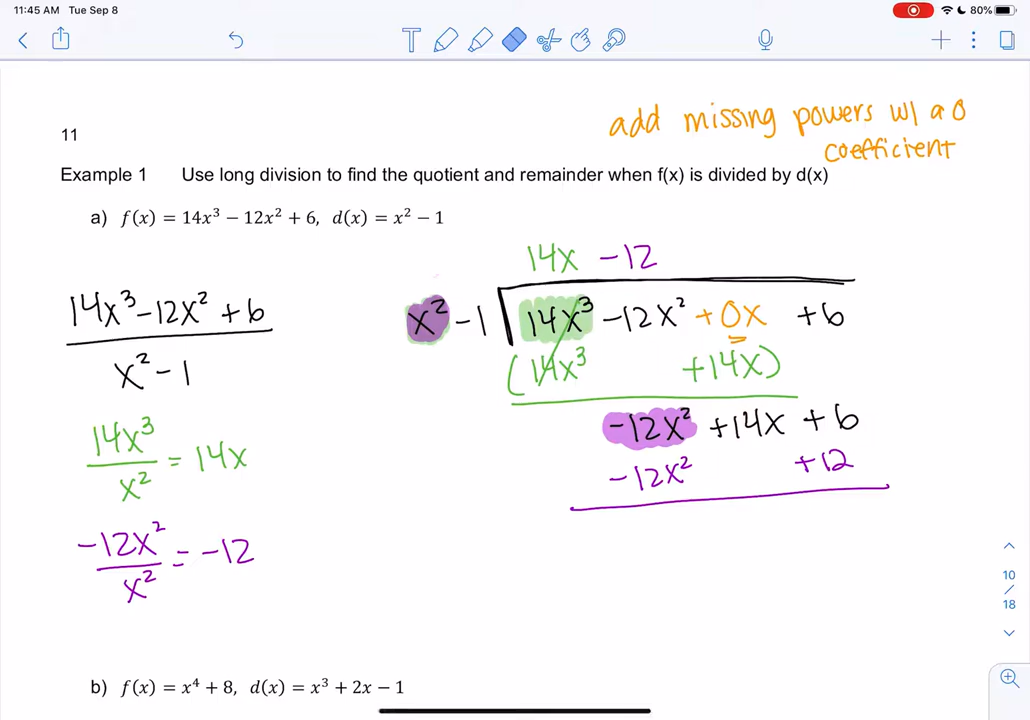 11:45 AM Tue Sep 8
80%
add missing powers w/ a 0
coefficient
11
Example 1 Use long division to find the quotient and remainder when f(x) is divided by d(x)
a) f(x) = 14x³ − 12x² + 6, d(x) = x² − 1
14x −12
14x³−12x² +6
x² −1
x² −1 14x³ −12x² +0x +6
(14x³ +14x)
−12x² +14x +6
−12x² +12
14x³
x²
= 14x
−12x²
x²
= −12
b) f(x) = x⁴ + 8, d(x) = x³ + 2x − 1
10
/
18